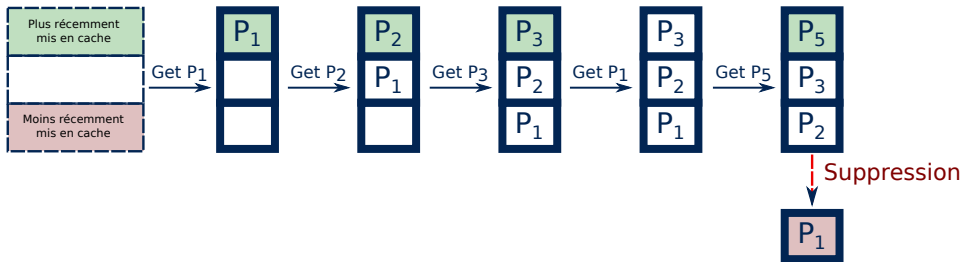 Plus récemment
mis en cache
Moins récemment
mis en cache
Get P₁
P₁
Get P₂
P₂
P₁
Get P₃
P₃
P₂
P₁
Get P₁
P₃
P₂
P₁
Get P₅
P₅
P₃
P₂
Suppression
P₁